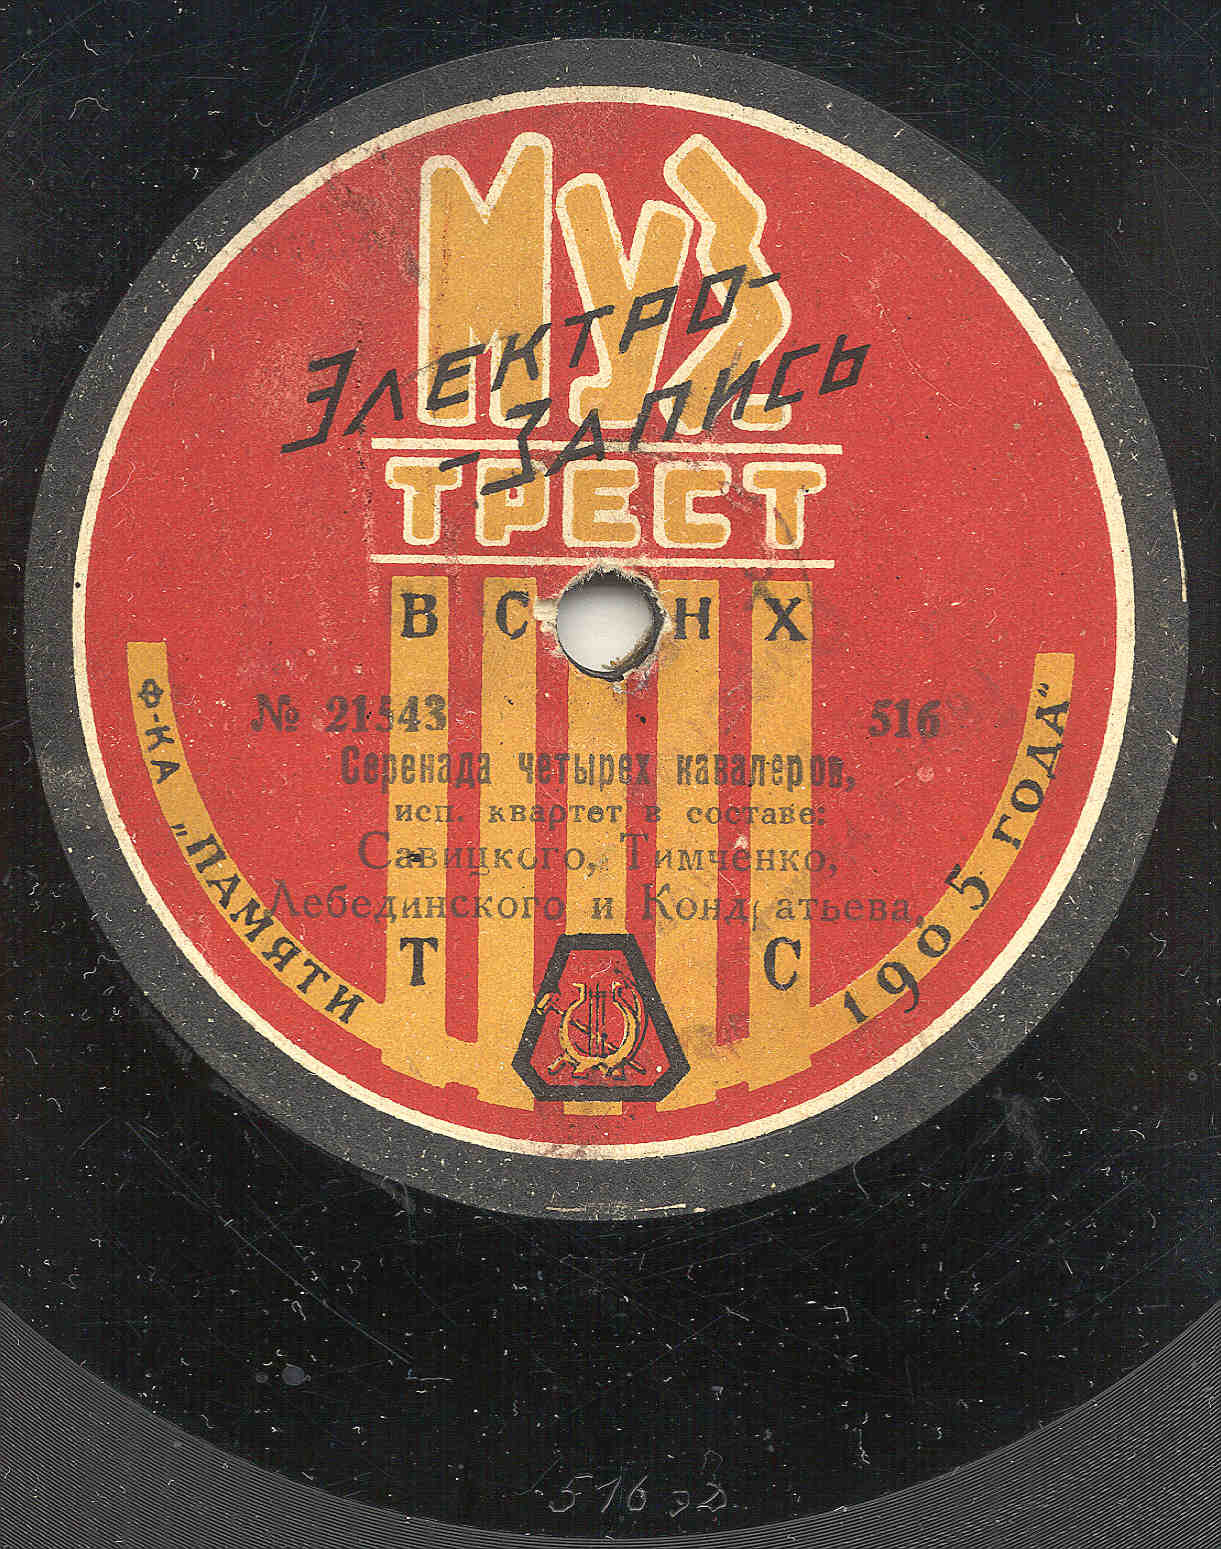 Муз
Электро-
-запись
ТРЕСТ
В С Н Х
№ 21543 516
Серенада четырех кавалеров,
исп. квартет в составе:
Савицкого, Тимченко,
Лебединского и Кондратьева.
Т С
Ф-КА „ПАМЯТИ 1905 ГОДА“
516 э2